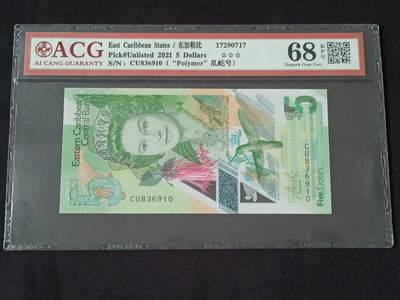 ACG
AI CANG GUARANTY
East Caribbean States / 东加勒比 17290717
Pick#Unlisted 2021 5 Dollars ☆☆☆
S/N: CU836910 ("Polymer" 乱蛇号)
68 EPQ
Superb Gem Unc
Eastern Caribbean
Central Bank
5
CU836910
CU836910
Five Dollars